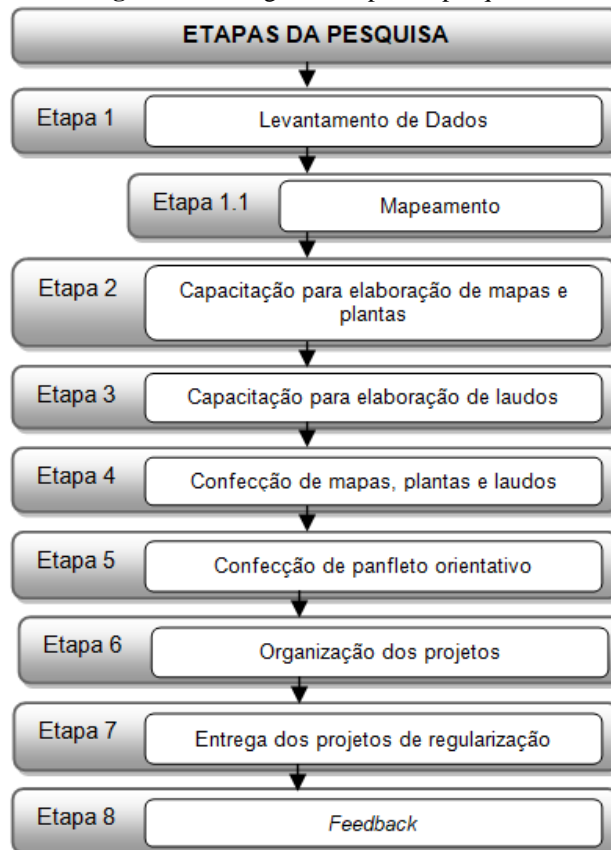 ETAPAS DA PESQUISA
Etapa 1
Levantamento de Dados
Etapa 1.1
Mapeamento
Etapa 2
Capacitação para elaboração de mapas e
plantas
Etapa 3
Capacitação para elaboração de laudos
Etapa 4
Confecção de mapas, plantas e laudos
Etapa 5
Confecção de panfleto orientativo
Etapa 6
Organização dos projetos
Etapa 7
Entrega dos projetos de regularização
Etapa 8
Feedback